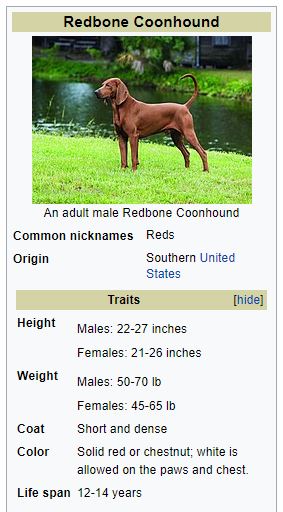 Redbone Coonhound
An adult male Redbone Coonhound
Common nicknames Reds
Origin Southern United
States
Traits [hide]
Height Males: 22-27 inches
Females: 21-26 inches
Weight Males: 50-70 lb
Females: 45-65 lb
Coat Short and dense
Color Solid red or chestnut; white is
allowed on the paws and chest.
Life span 12-14 years